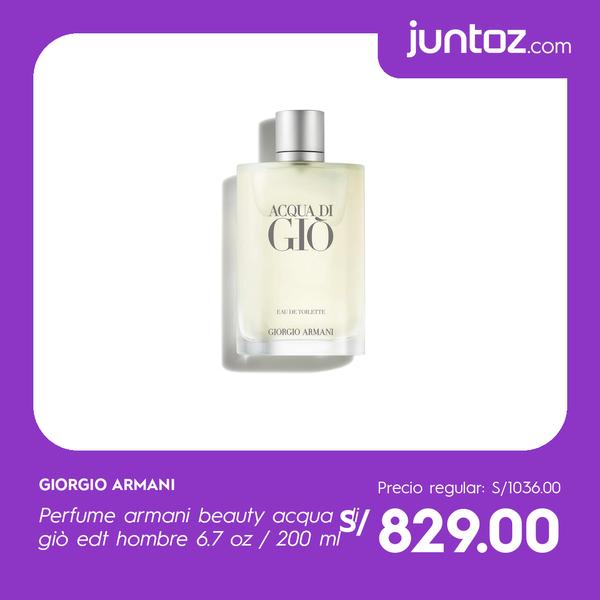 juntoz.com
ACQUA DI
GIÒ
EAU DE TOILETTE
GIORGIO ARMANI
GIORGIO ARMANI
Precio regular: S/1036.00
Perfume armani beauty acqua di
giò edt hombre 6.7 oz / 200 ml
S/ 829.00